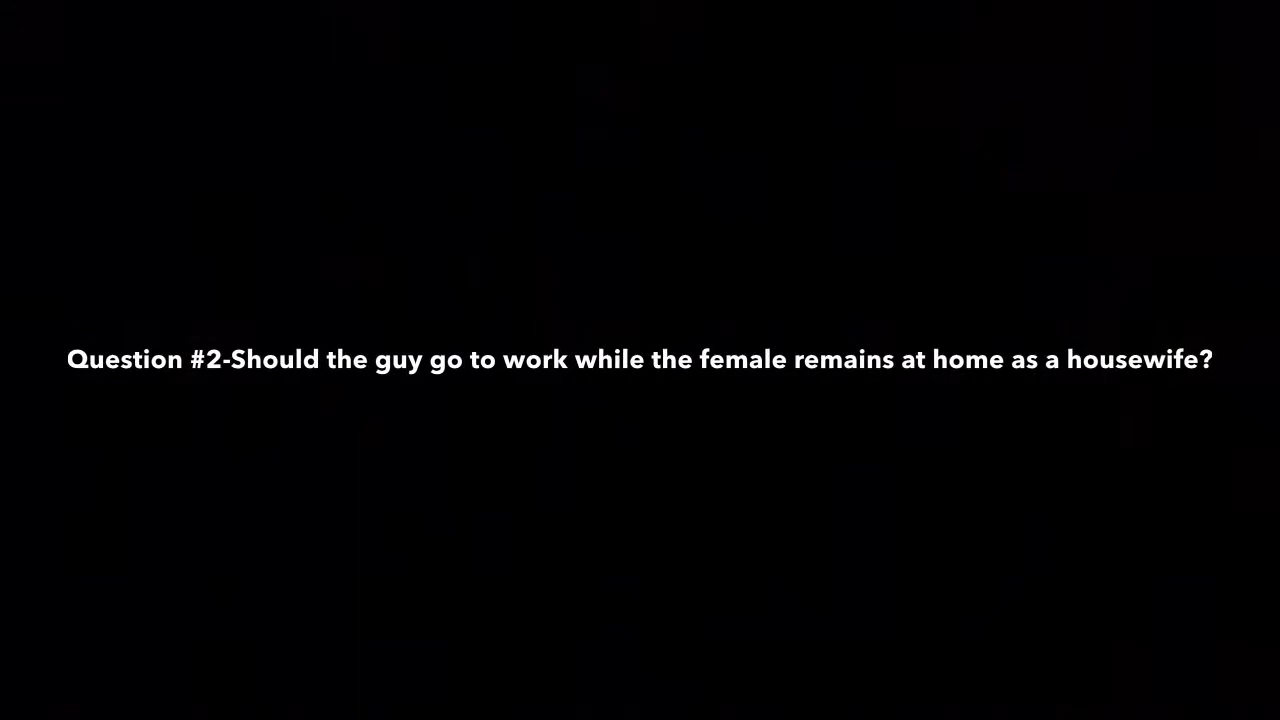 Question #2-Should the guy go to work while the female remains at home as a housewife?